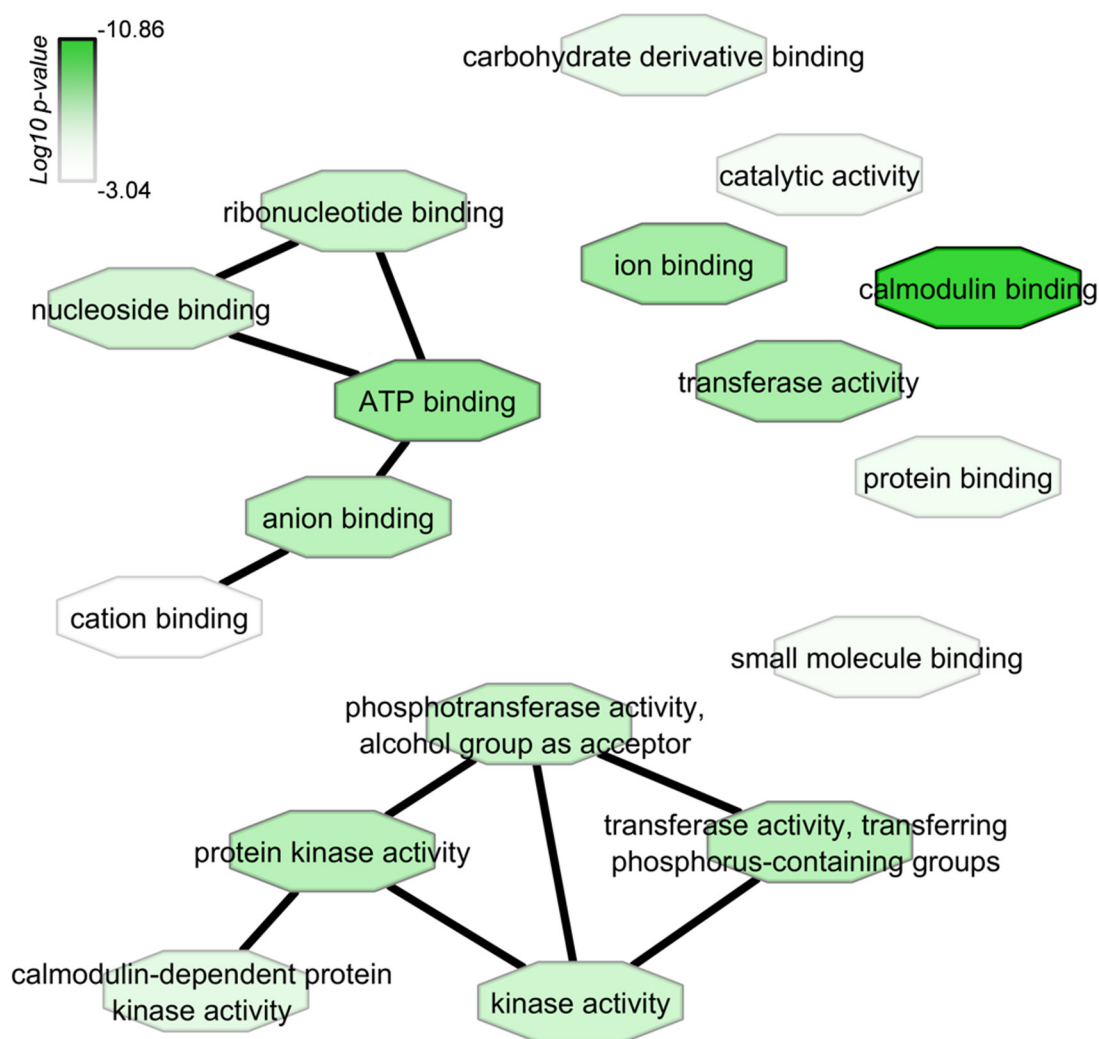 -10.86
Log10 p-value
-3.04
carbohydrate derivative binding
catalytic activity
ribonucleotide binding
ion binding
calmodulin binding
nucleoside binding
transferase activity
ATP binding
protein binding
anion binding
cation binding
small molecule binding
phosphotransferase activity,
alcohol group as acceptor
transferase activity, transferring
phosphorus-containing groups
protein kinase activity
calmodulin-dependent protein
kinase activity
kinase activity